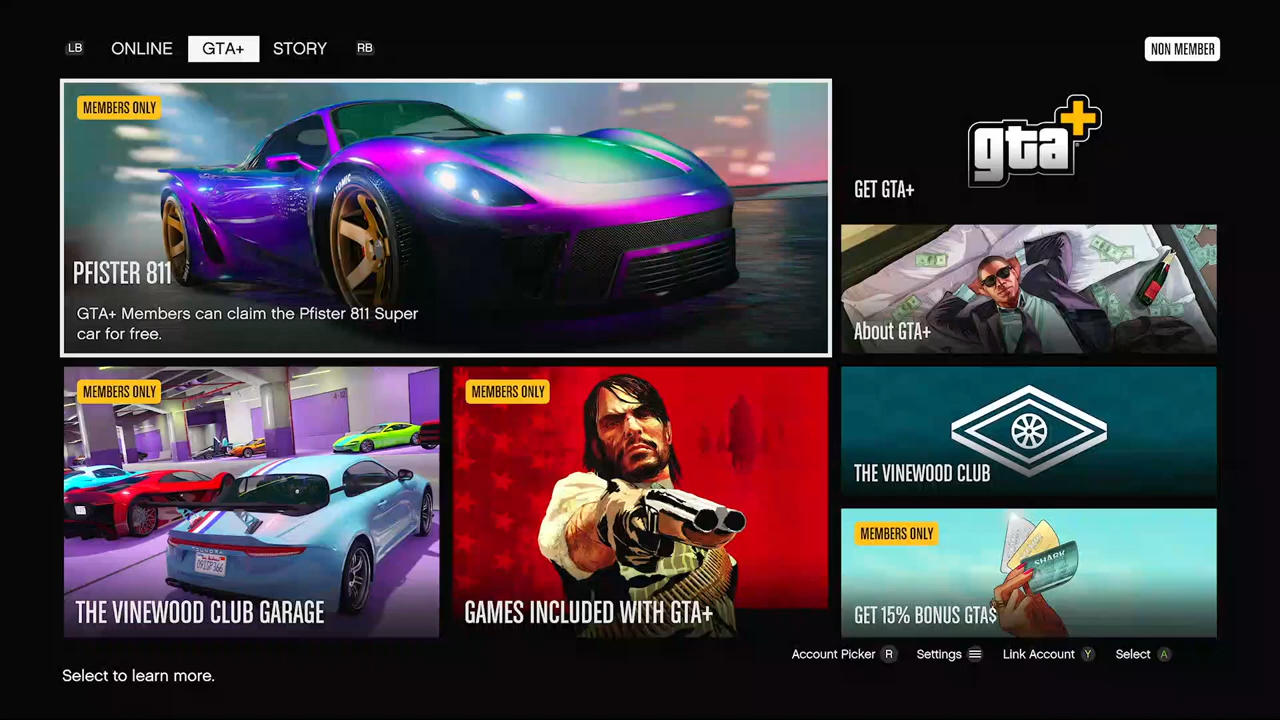 LB ONLINE GTA+ STORY RB
NON MEMBER
MEMBERS ONLY
PFISTER 811
GTA+ Members can claim the Pfister 811 Super
car for free.
gta+
GET GTA+
About GTA+
THE VINEWOOD CLUB
MEMBERS ONLY
THE VINEWOOD CLUB GARAGE
MEMBERS ONLY
GAMES INCLUDED WITH GTA+
MEMBERS ONLY
SHARK
GET 15% BONUS GTA$
Account Picker R Settings Link Account Y Select A
Select to learn more.